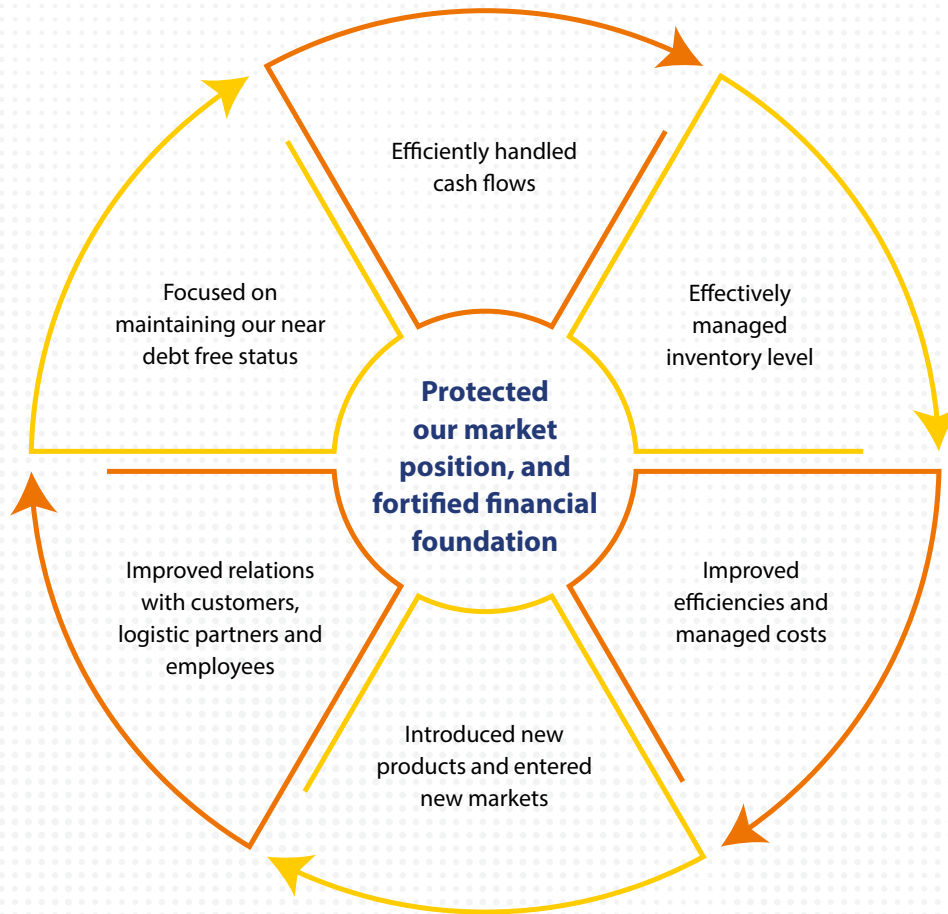 Efficiently handled
cash flows
Effectively
managed
inventory level
Improved
efficiencies and
managed costs
Introduced new
products and entered
new markets
Improved relations
with customers,
logistic partners and
employees
Focused on
maintaining our near
debt free status
Protected
our market
position, and
fortified financial
foundation